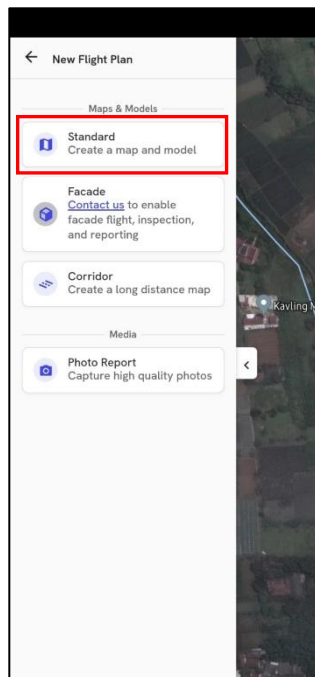 New Flight Plan
Maps & Models
Standard
Create a map and model
Facade
Contact us to enable
facade flight, inspection,
and reporting
Corridor
Create a long distance map
Media
Photo Report
Capture high quality photos
Kavling